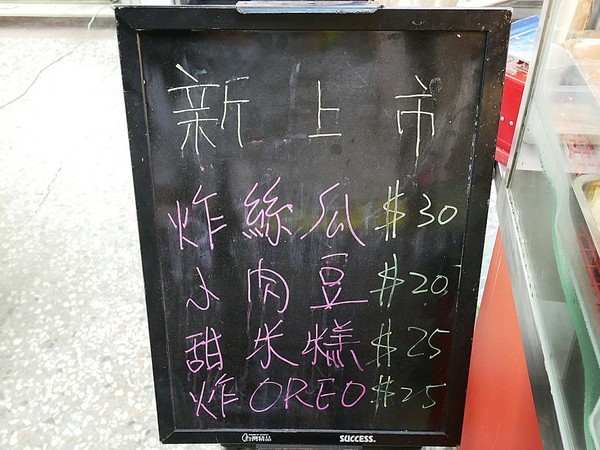 新上市
炸絲瓜 $30
小肉豆 $20
甜米糕 $25
炸OREO $25
SUCCESS.